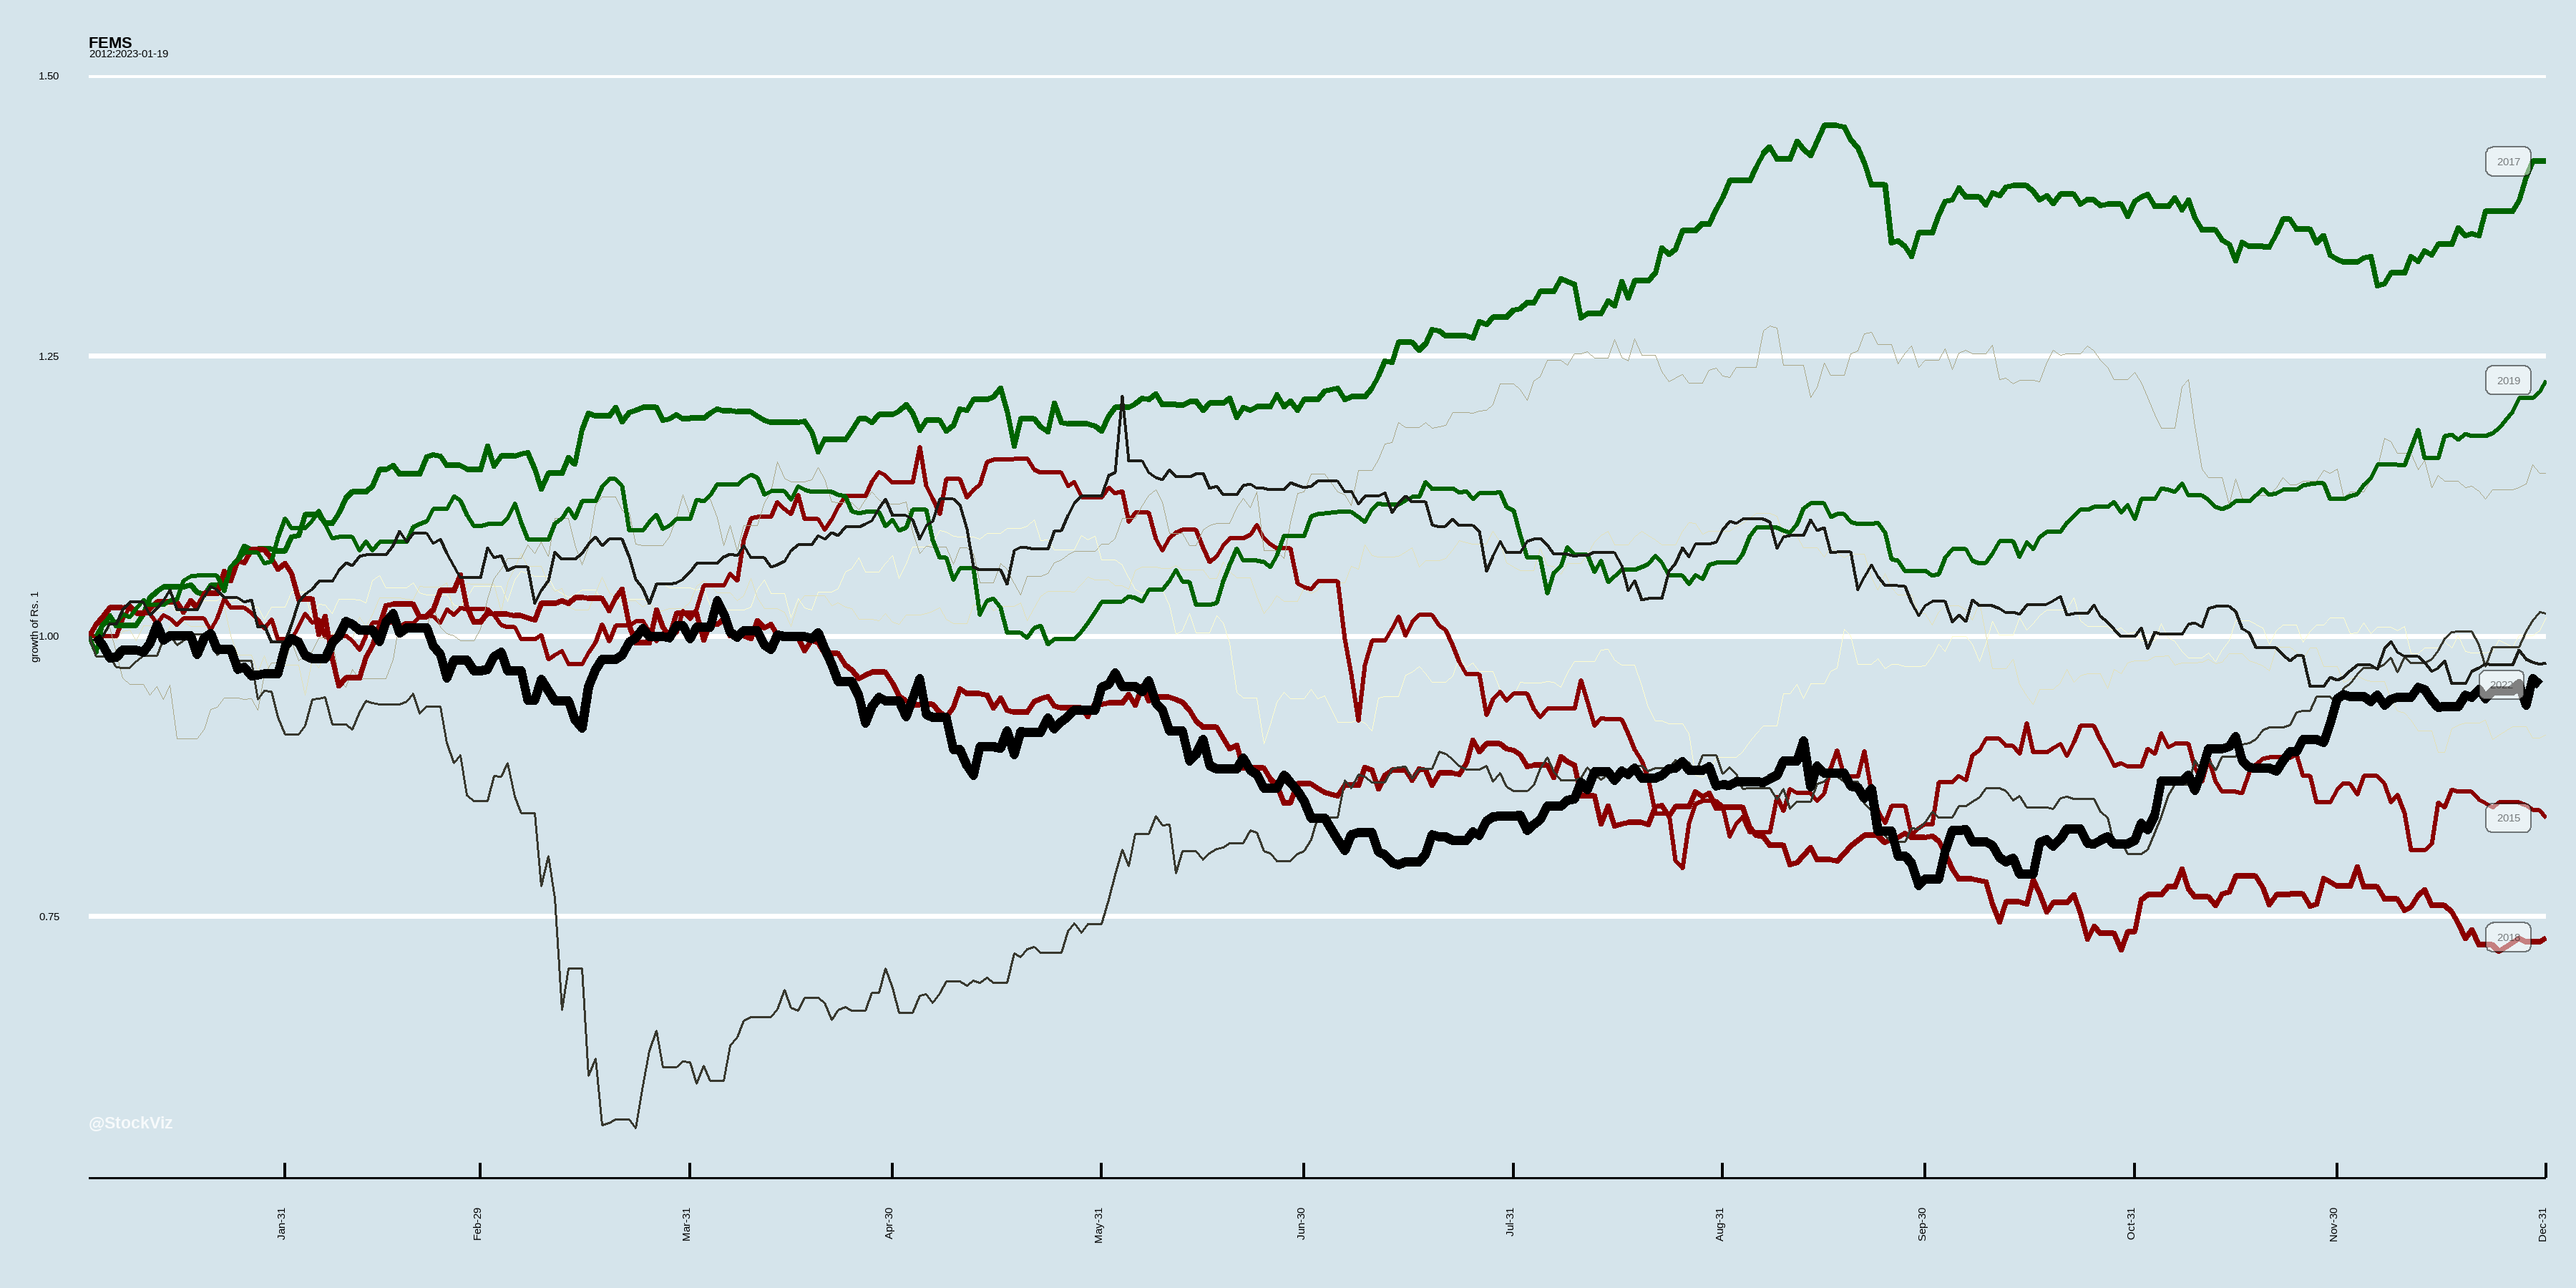 FEMS
2012:2023-01-19
1.50
1.25
1.00
0.75
growth of Rs. 1
2017
2019
2022
2015
2018
@StockViz
Jan-31
Feb-29
Mar-31
Apr-30
May-31
Jun-30
Jul-31
Aug-31
Sep-30
Oct-31
Nov-30
Dec-31